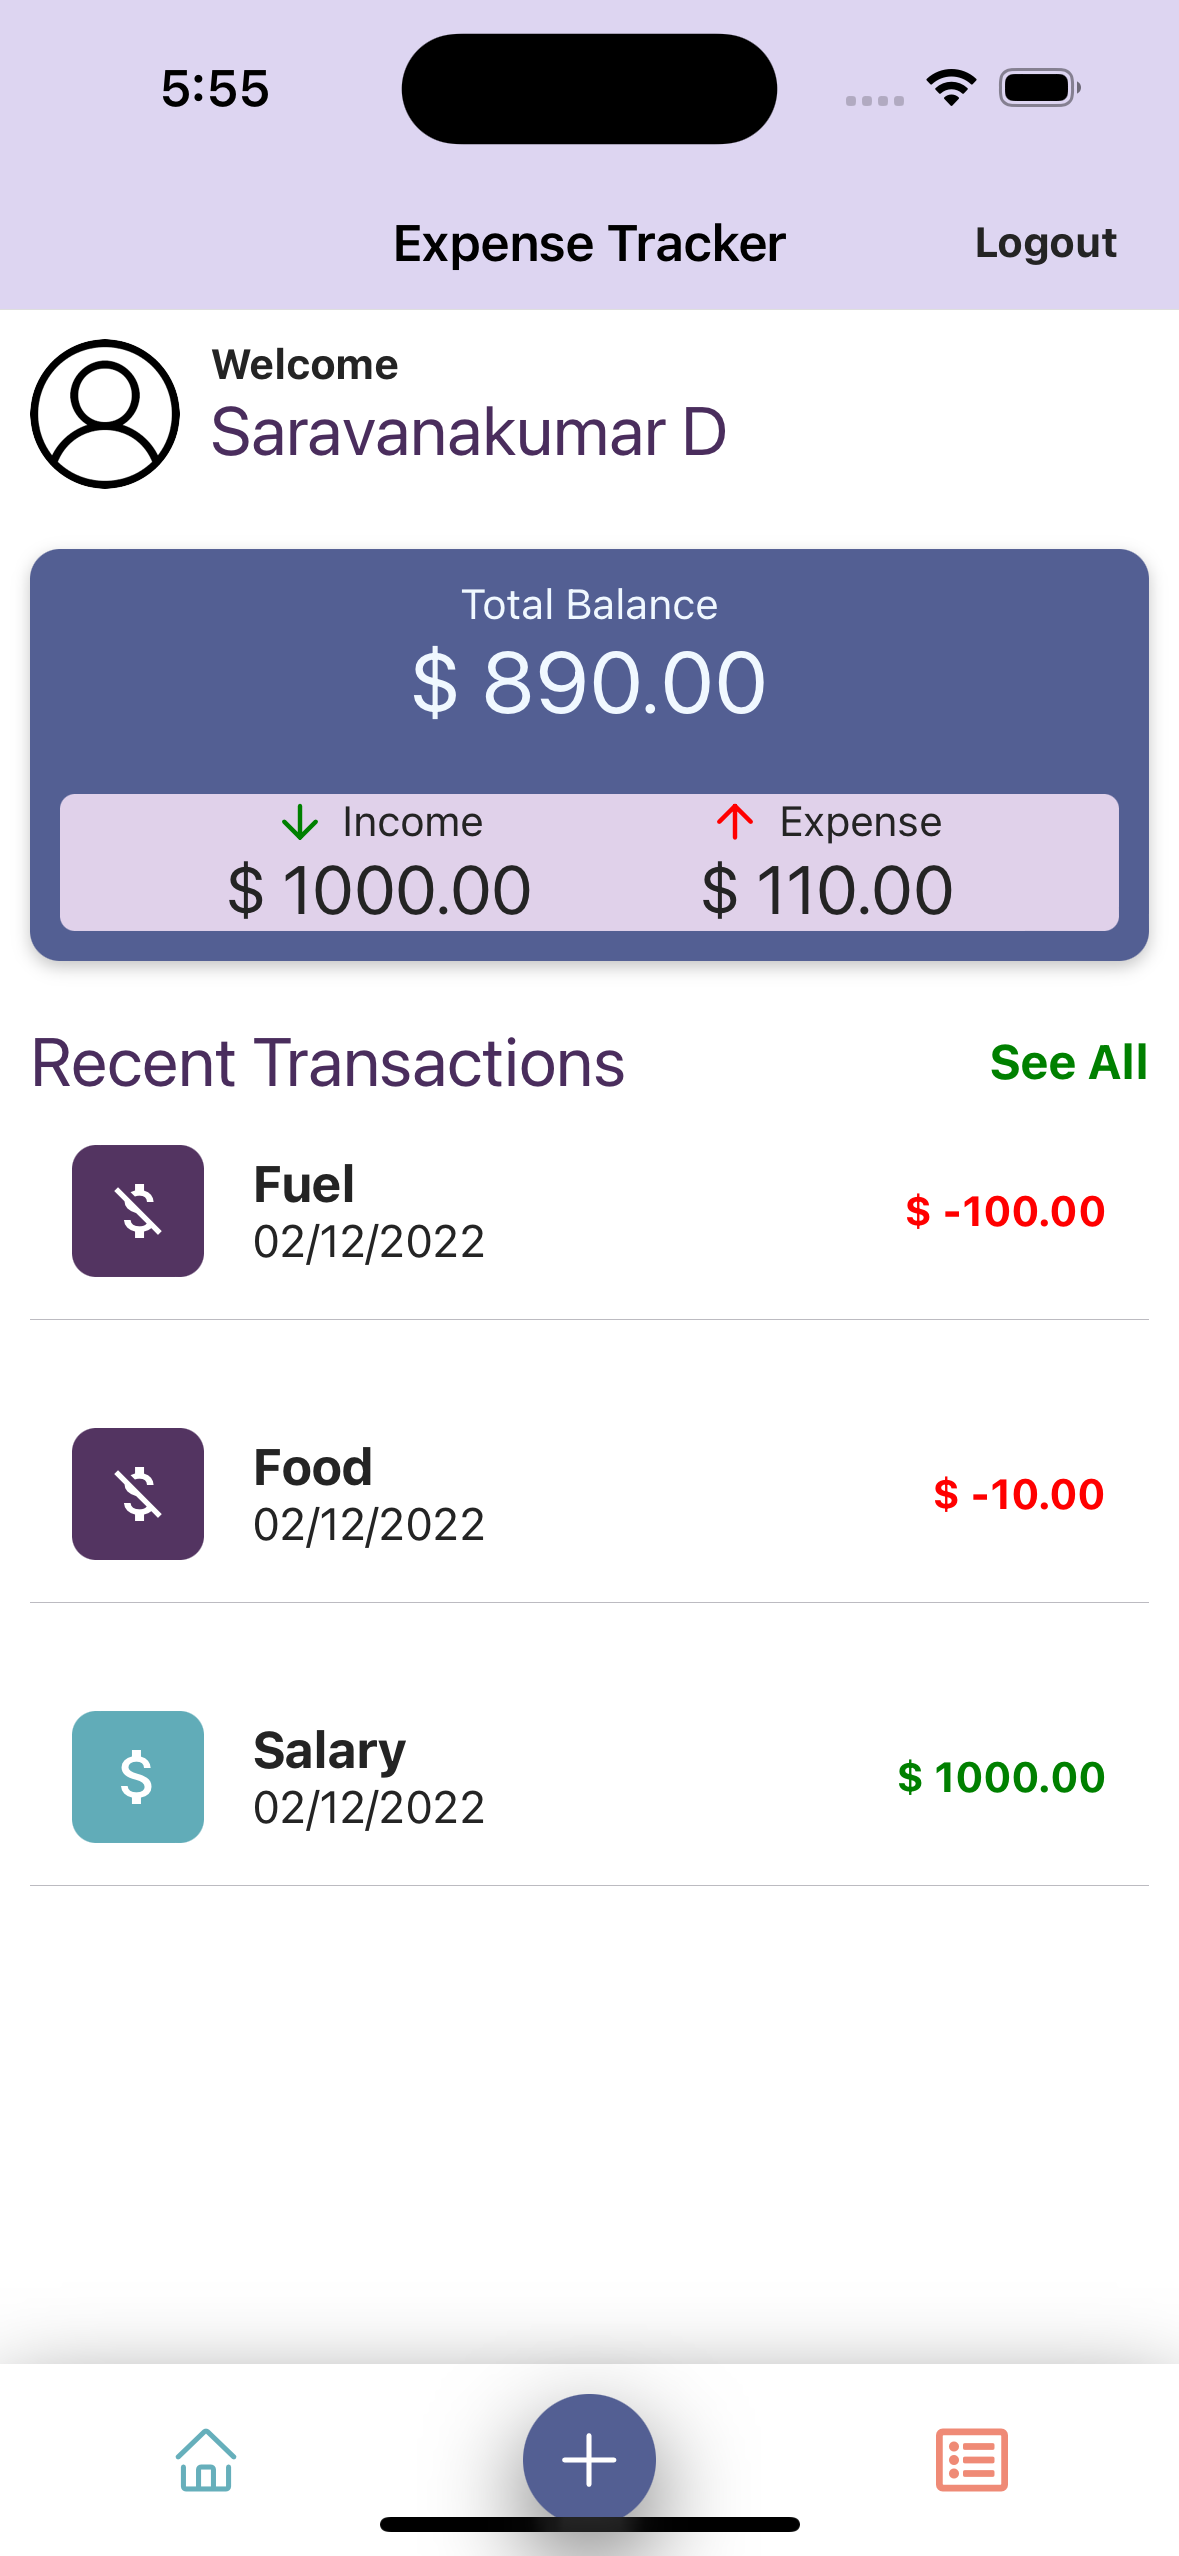 5:55
Expense Tracker
Logout
Welcome
Saravanakumar D
Total Balance
$ 890.00
Income
Expense
$ 1000.00
$ 110.00
Recent Transactions
See All
Fuel
02/12/2022
$ -100.00
Food
02/12/2022
$ -10.00
Salary
02/12/2022
$ 1000.00